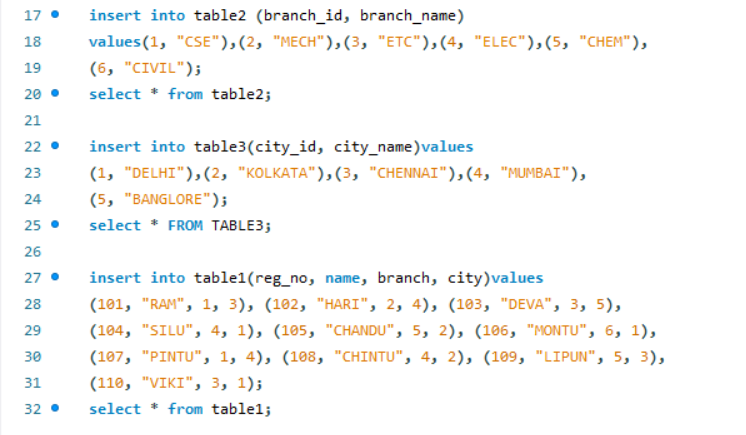 17 insert into table2 (branch_id, branch_name)
18 values(1, "CSE"),(2, "MECH"),(3, "ETC"),(4, "ELEC"),(5, "CHEM"),
19 (6, "CIVIL");
20 select * from table2;
21
22 insert into table3(city_id, city_name)values
23 (1, "DELHI"),(2, "KOLKATA"),(3, "CHENNAI"),(4, "MUMBAI"),
24 (5, "BANGLORE");
25 select * FROM TABLE3;
26
27 insert into table1(reg_no, name, branch, city)values
28 (101, "RAM", 1, 3), (102, "HARI", 2, 4), (103, "DEVA", 3, 5),
29 (104, "SILU", 4, 1), (105, "CHANDU", 5, 2), (106, "MONTU", 6, 1),
30 (107, "PINTU", 1, 4), (108, "CHINTU", 4, 2), (109, "LIPUN", 5, 3),
31 (110, "VIKI", 3, 1);
32 select * from table1;